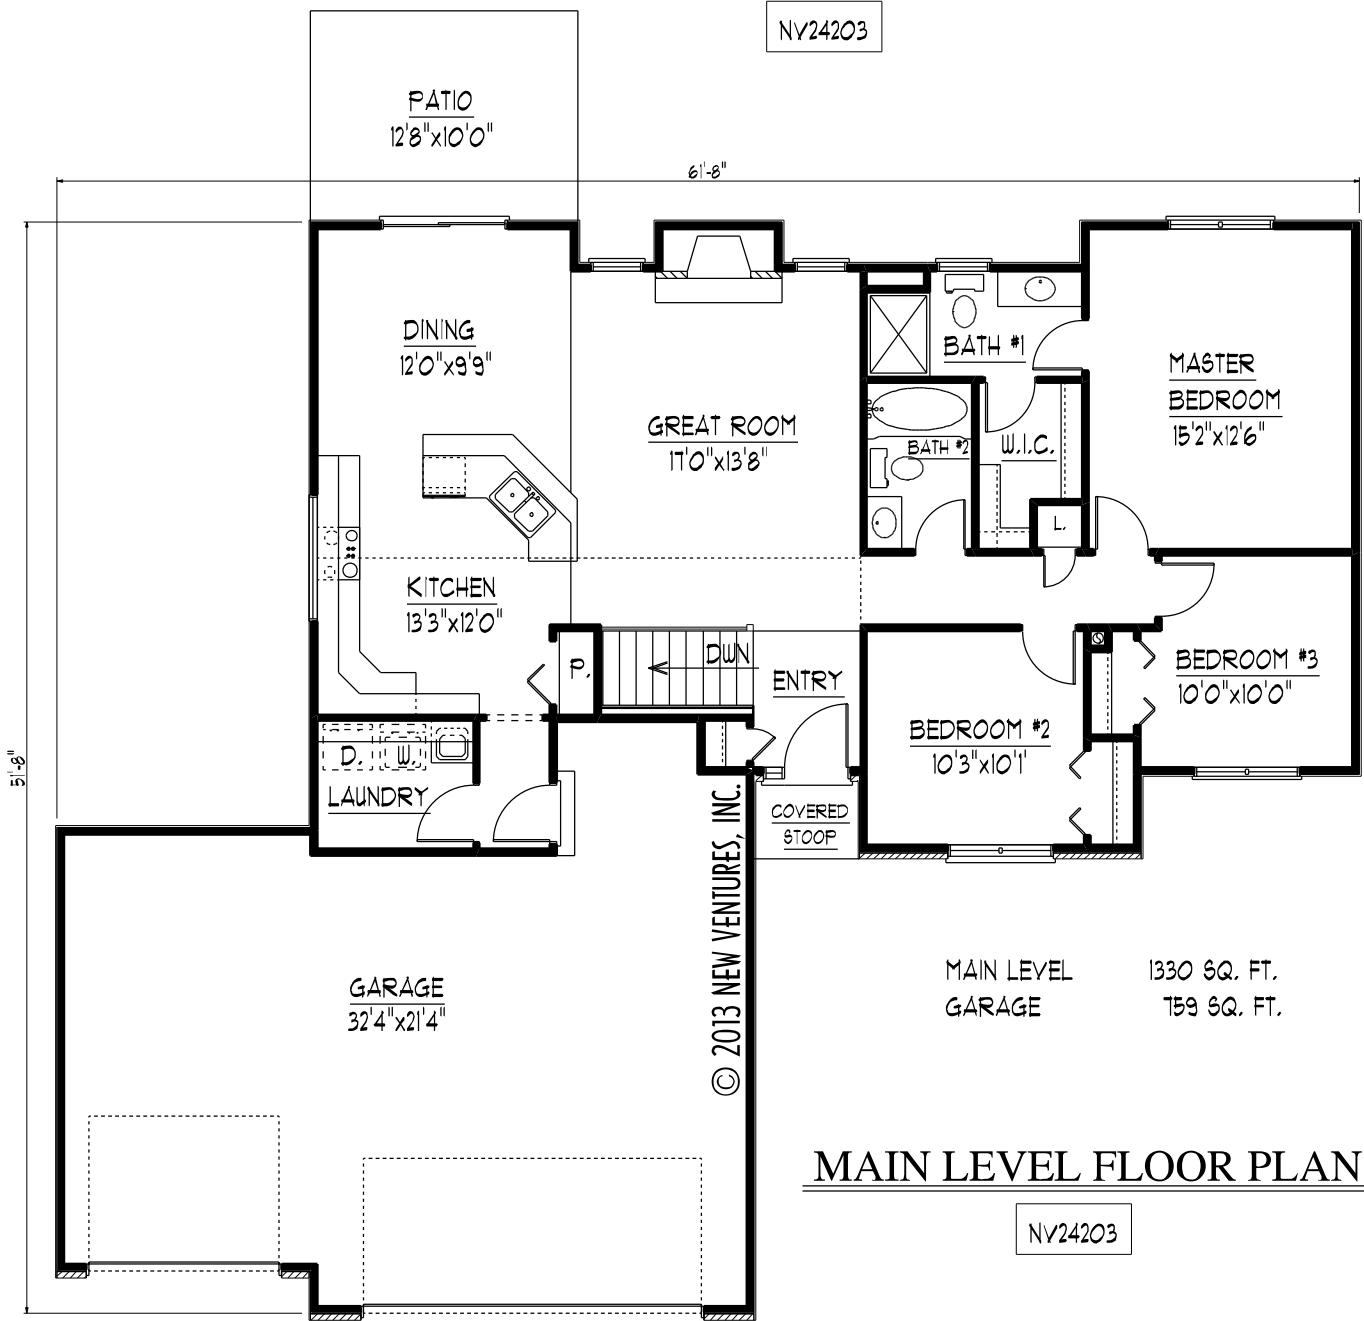 NV24203
PATIO
12'8"x10'0"
61'-8"
DINING
12'0"x9'9"
BATH #1
MASTER
BEDROOM
15'2"x12'6"
GREAT ROOM
17'0"x13'8"
BATH #2
W.I.C.
L.
KITCHEN
13'3"x12'0"
P.
DWN
ENTRY
BEDROOM #3
10'0"x10'0"
BEDROOM #2
10'3"x10'1"
D.
W.
LAUNDRY
51'-8"
COVERED
STOOP
© 2013 NEW VENTURES, INC.
GARAGE
32'4"x21'4"
MAIN LEVEL 1330 SQ. FT.
GARAGE 759 SQ. FT.
MAIN LEVEL FLOOR PLAN
NV24203